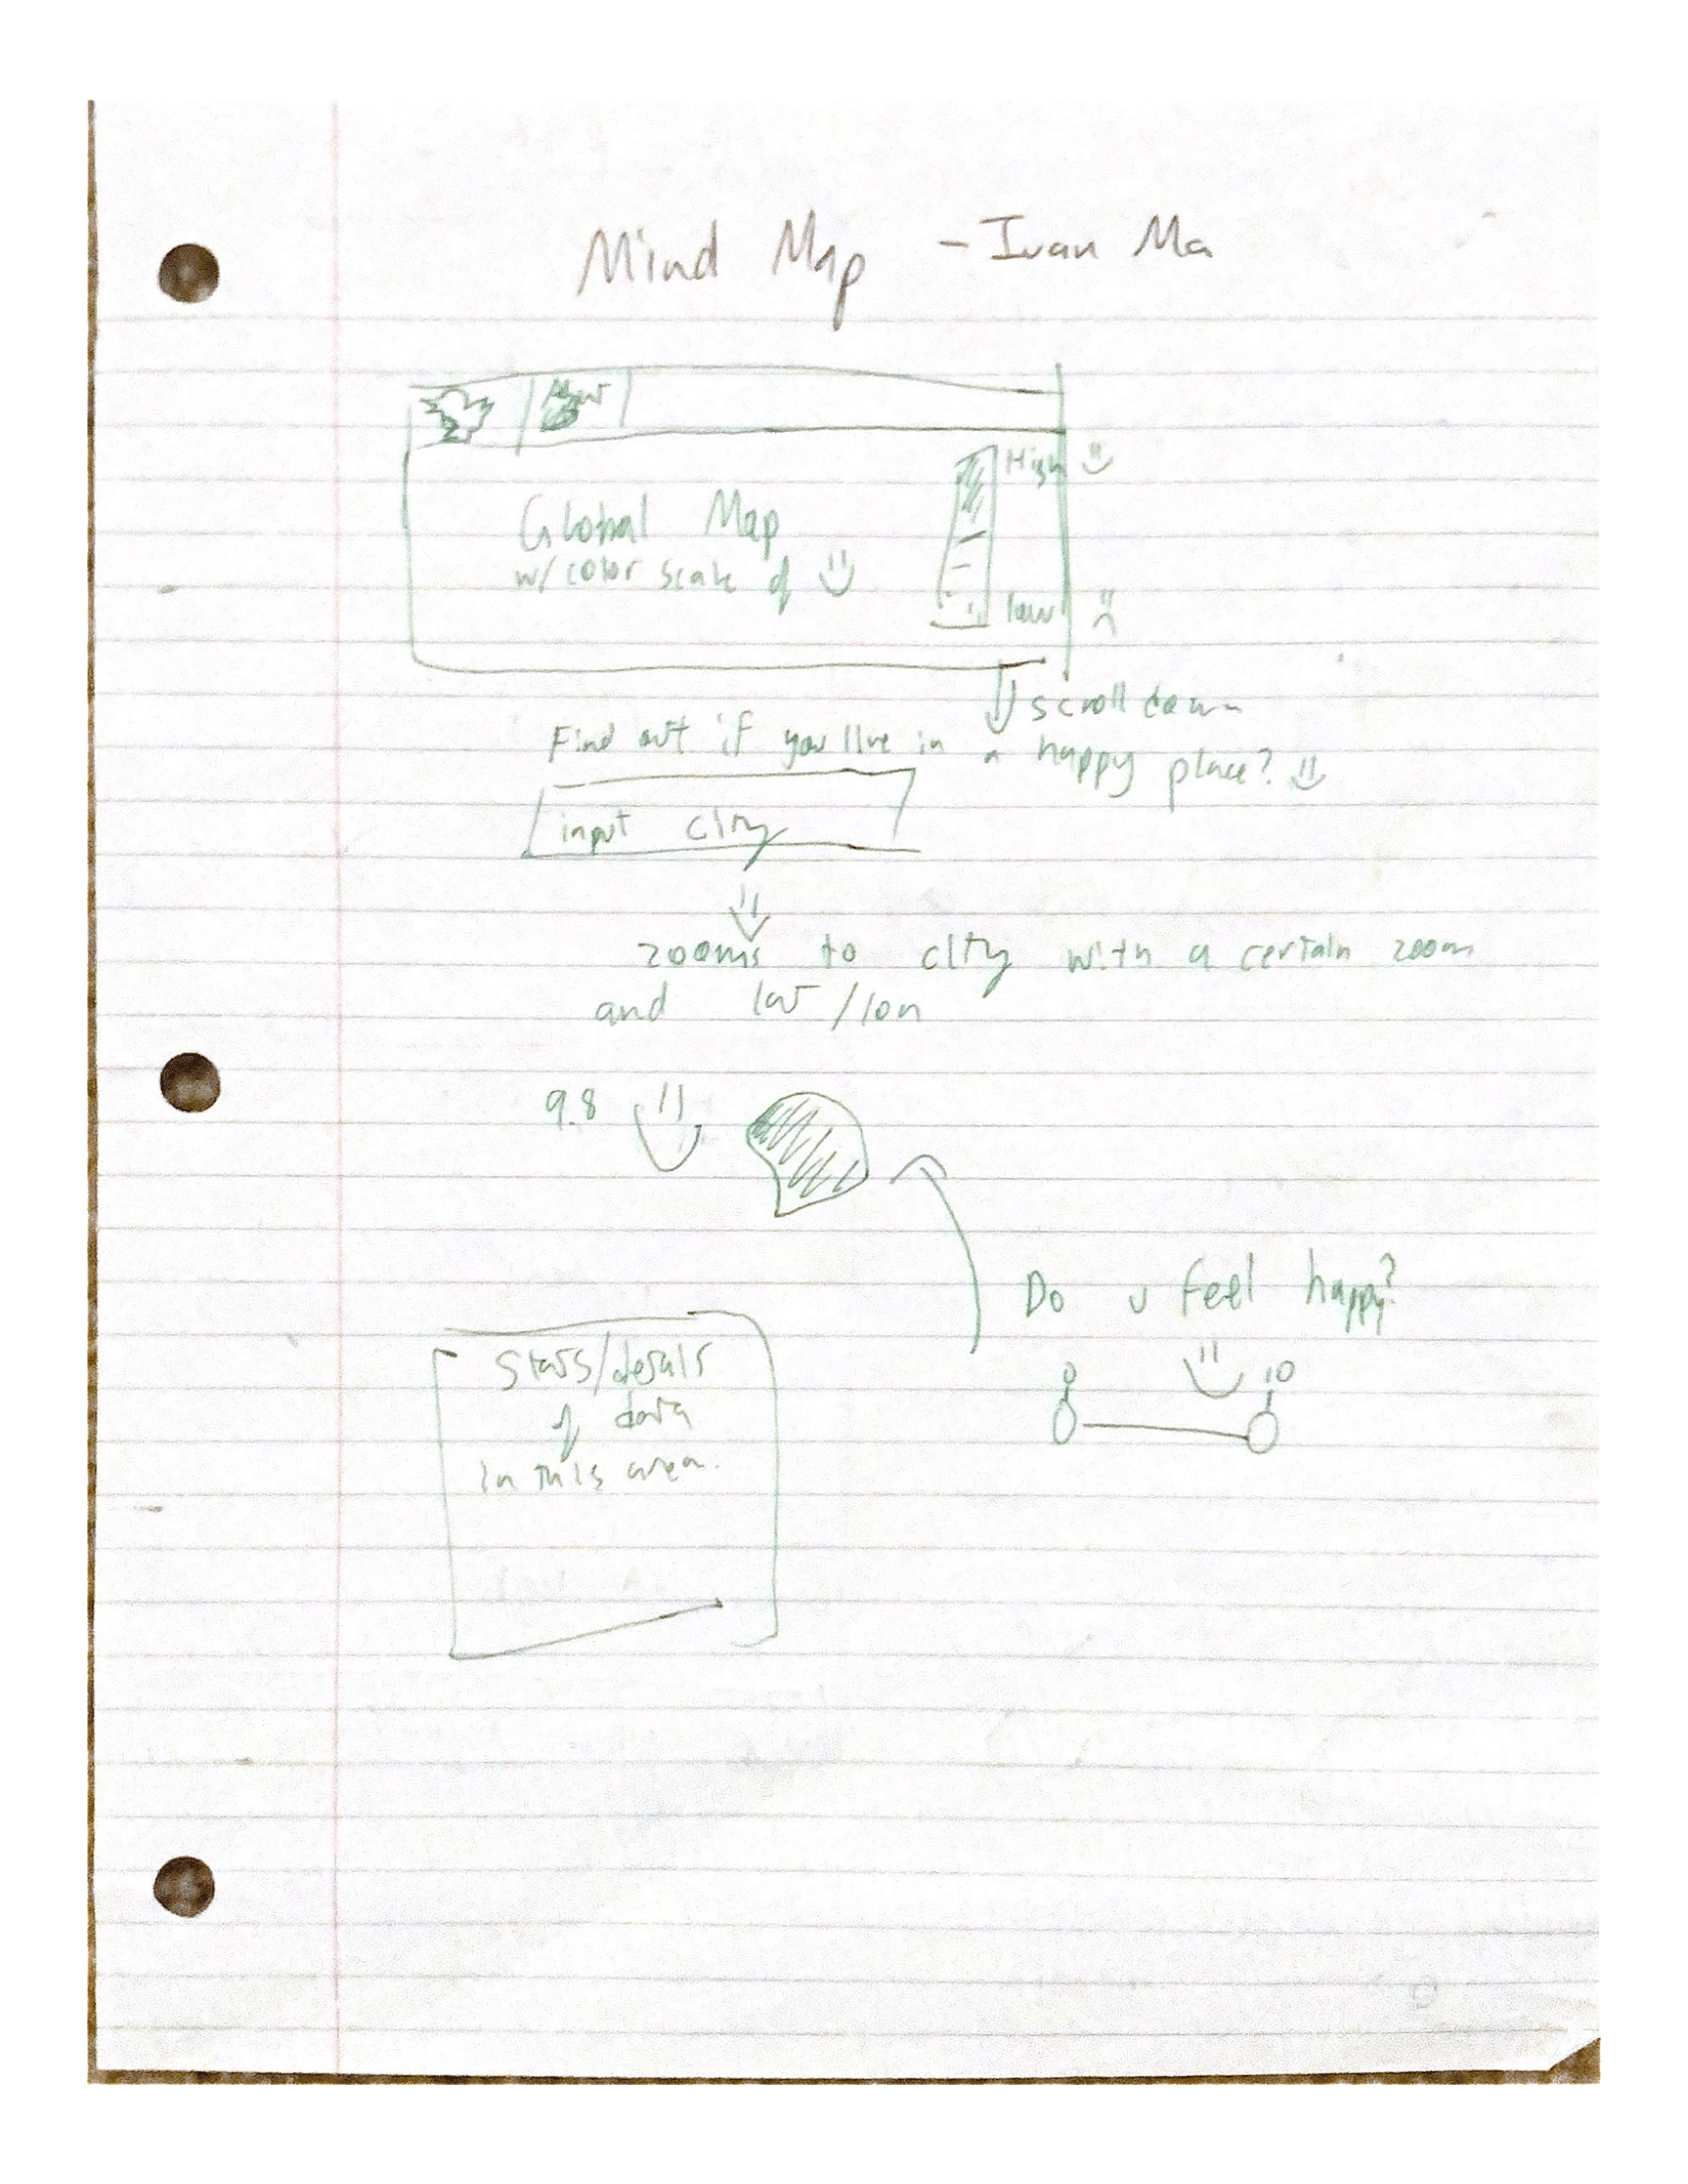 Mind Map - Ivan Ma
High
Global Map
w/ color scale of
low
scroll down
Find out if you live in a happy place?
input city
zooms to city with a certain zoom
and lat/lon
9.8
Do u feel happy?
0 10
Stats/details
of data
in this area.